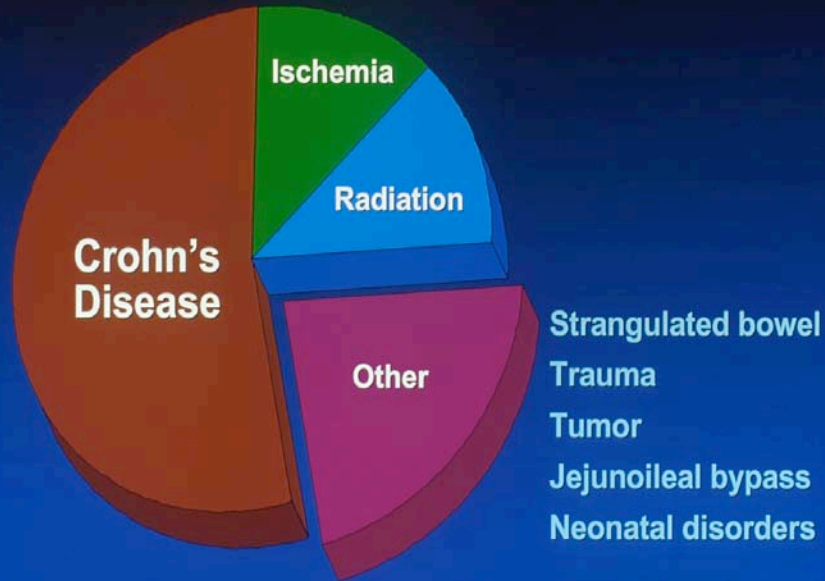 Ischemia
Radiation
Crohn's
Disease
Other
Strangulated bowel
Trauma
Tumor
Jejunoileal bypass
Neonatal disorders